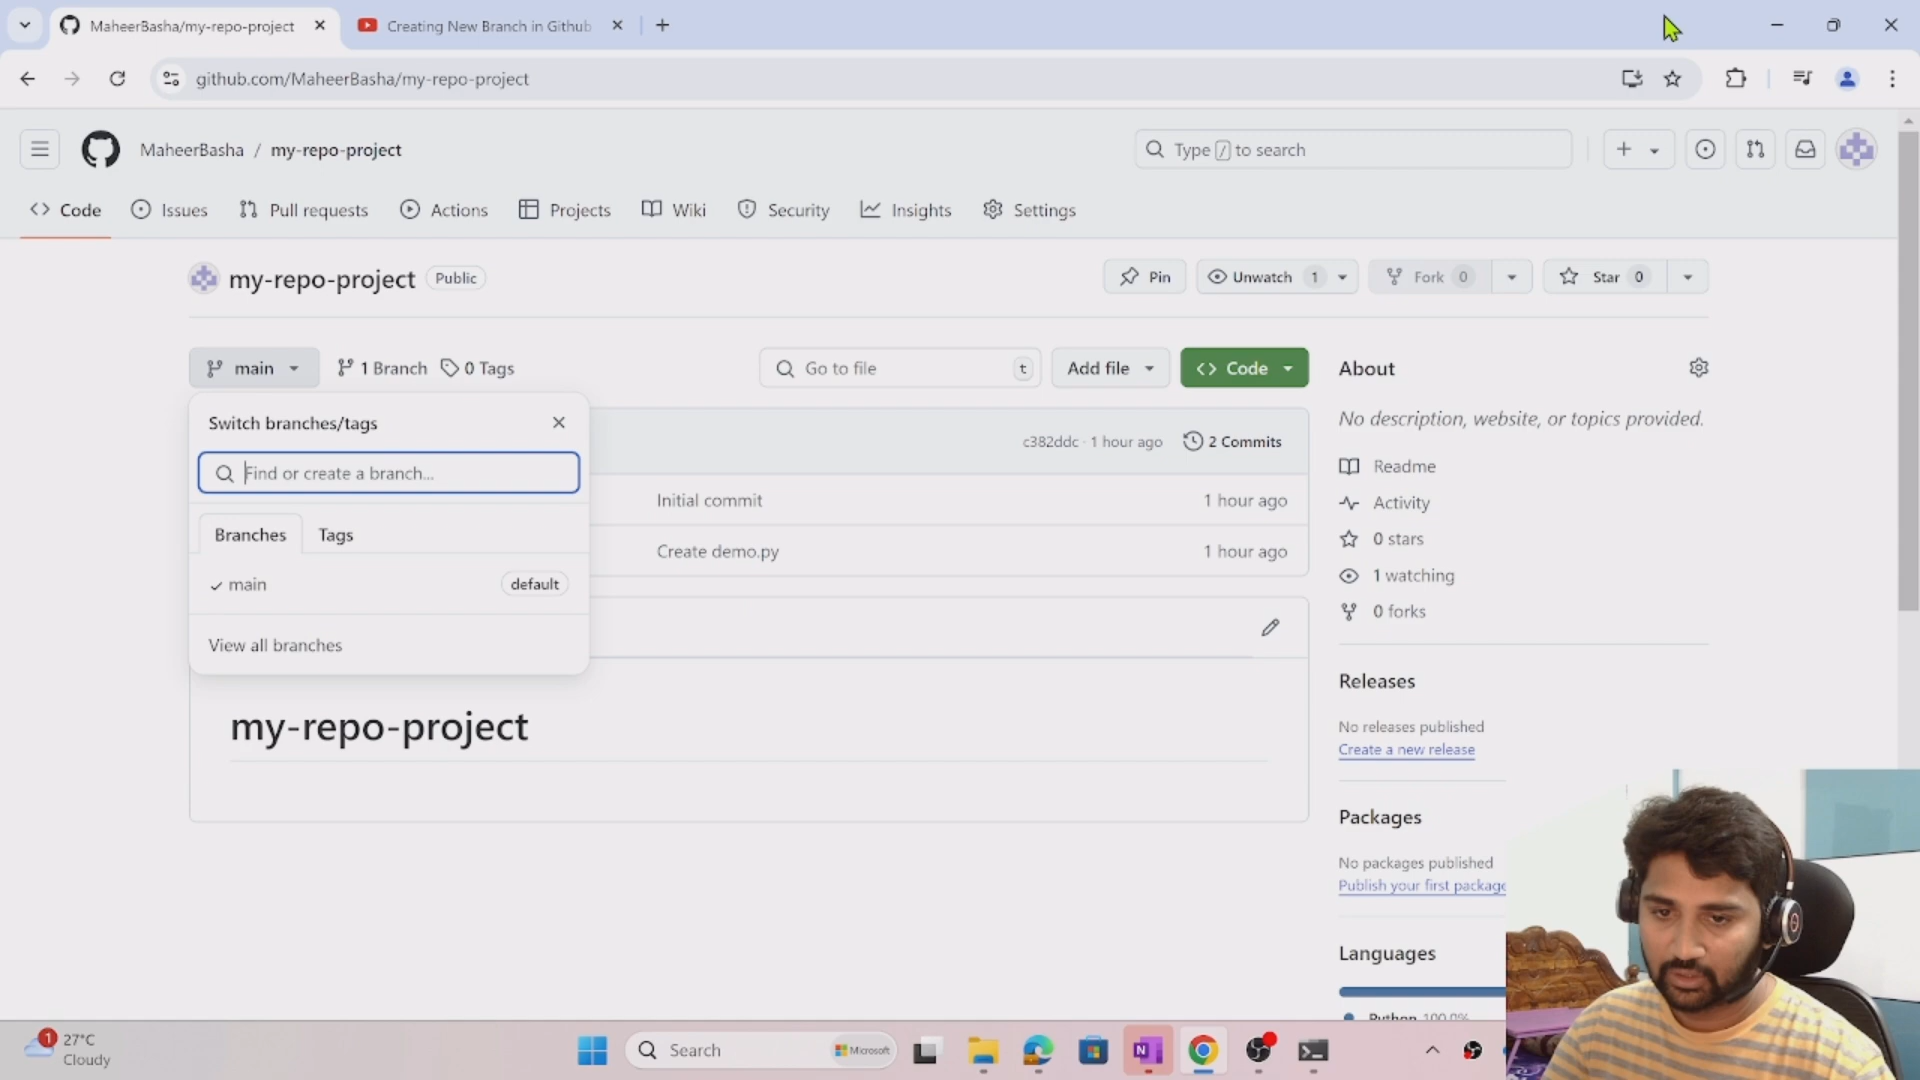 MaheerBasha/my-repo-project
Creating New Branch in Github
github.com/MaheerBasha/my-repo-project
MaheerBasha / my-repo-project
Type / to search
Code
Issues
Pull requests
Actions
Projects
Wiki
Security
Insights
Settings
my-repo-project Public
Pin
Unwatch 1
Fork 0
Star 0
main
1 Branch
0 Tags
Go to file t
Add file
Code
About
No description, website, or topics provided.
Switch branches/tags
Find or create a branch...
Branches
Tags
main default
View all branches
c382ddc · 1 hour ago
2 Commits
Initial commit 1 hour ago
Create demo.py 1 hour ago
my-repo-project
Readme
Activity
0 stars
1 watching
0 forks
Releases
No releases published
Create a new release
Packages
No packages published
Publish your first package
Languages
Python 100.0%
1
27°C
Cloudy
Search
Microsoft
N